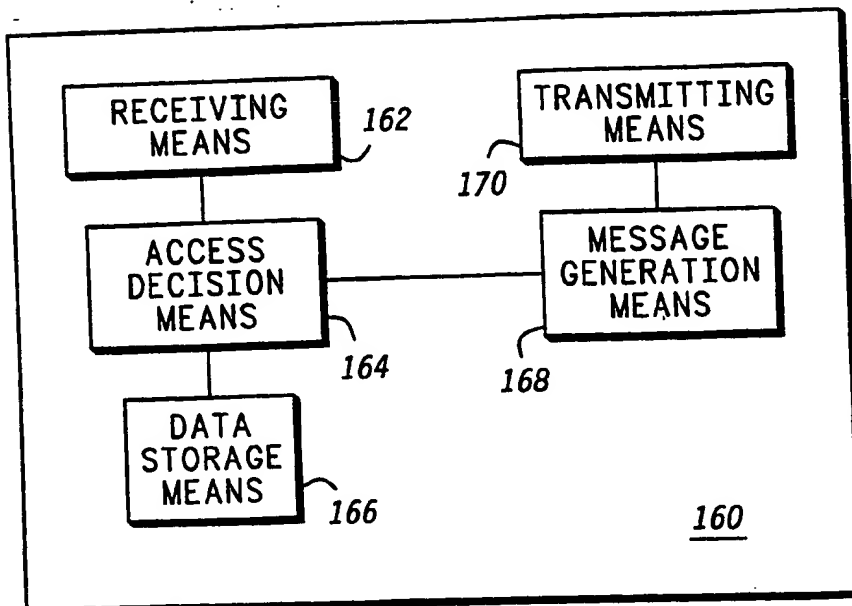 RECEIVING
MEANS
162
TRANSMITTING
MEANS
170
ACCESS
DECISION
MEANS
164
MESSAGE
GENERATION
MEANS
168
DATA
STORAGE
MEANS
166
160